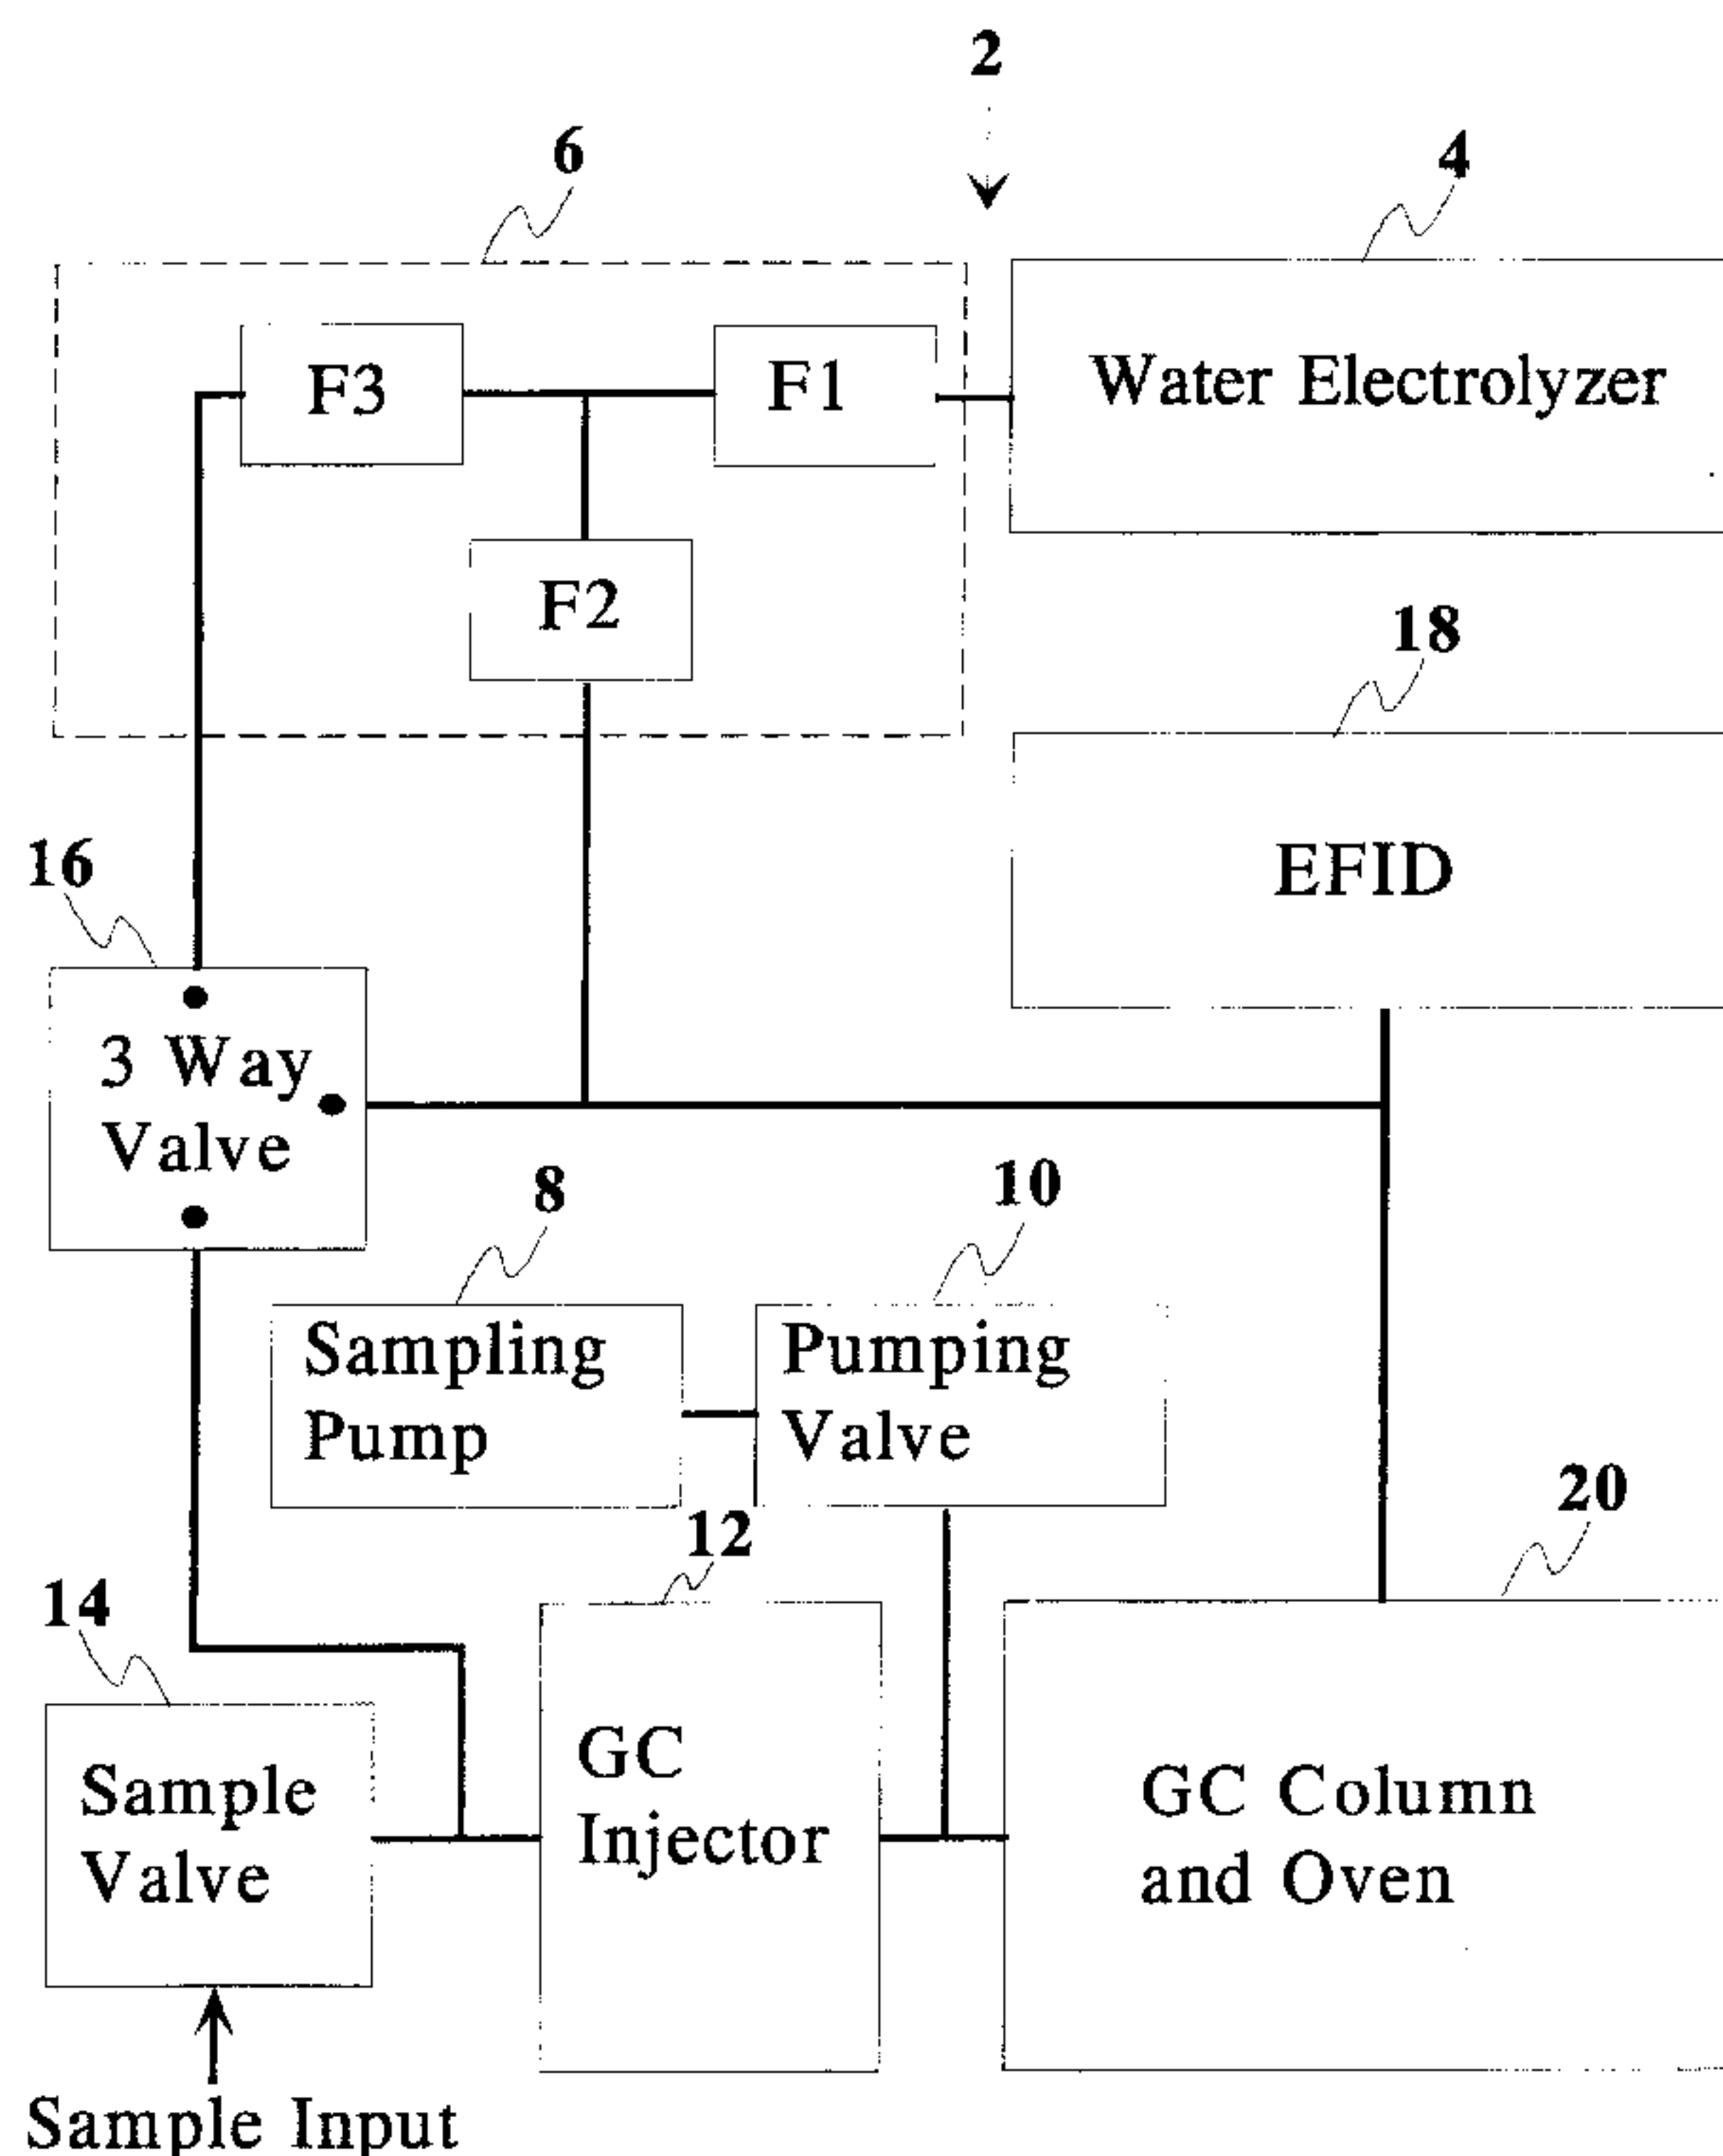 2
6
4
F3
F1
Water Electrolyzer
F2
18
EFID
16
3 Way
Valve
8
10
Sampling
Pump
Pumping
Valve
20
12
14
GC
Injector
Sample
Valve
GC Column
and Oven
Sample Input